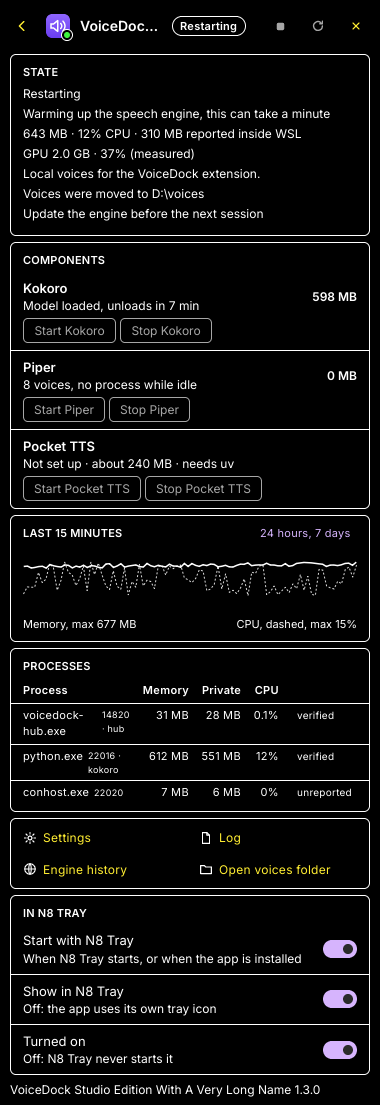 VoiceDoc... Restarting
STATE
Restarting
Warming up the speech engine, this can take a minute
643 MB · 12% CPU · 310 MB reported inside WSL
GPU 2.0 GB · 37% (measured)
Local voices for the VoiceDock extension.
Voices were moved to D:\voices
Update the engine before the next session
COMPONENTS
Kokoro
Model loaded, unloads in 7 min
598 MB
Start Kokoro Stop Kokoro
Piper
8 voices, no process while idle
0 MB
Start Piper Stop Piper
Pocket TTS
Not set up · about 240 MB · needs uv
Start Pocket TTS Stop Pocket TTS
LAST 15 MINUTES 24 hours, 7 days
Memory, max 677 MB CPU, dashed, max 15%
PROCESSES
Process Memory Private CPU
voicedock-hub.exe 14820 · hub 31 MB 28 MB 0.1% verified
python.exe 22016 · kokoro 612 MB 551 MB 12% verified
conhost.exe 22020 7 MB 6 MB 0% unreported
Settings Log
Engine history Open voices folder
IN N8 TRAY
Start with N8 Tray
When N8 Tray starts, or when the app is installed
Show in N8 Tray
Off: the app uses its own tray icon
Turned on
Off: N8 Tray never starts it
VoiceDock Studio Edition With A Very Long Name 1.3.0